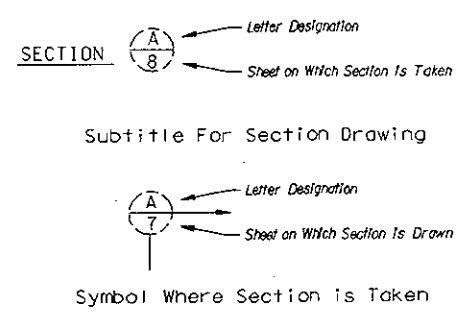 A Letter Designation
SECTION
8 Sheet on Which Section Is Taken
Subtitle For Section Drawing
A Letter Designation
7 Sheet on Which Section Is Drawn
Symbol Where Section is Taken